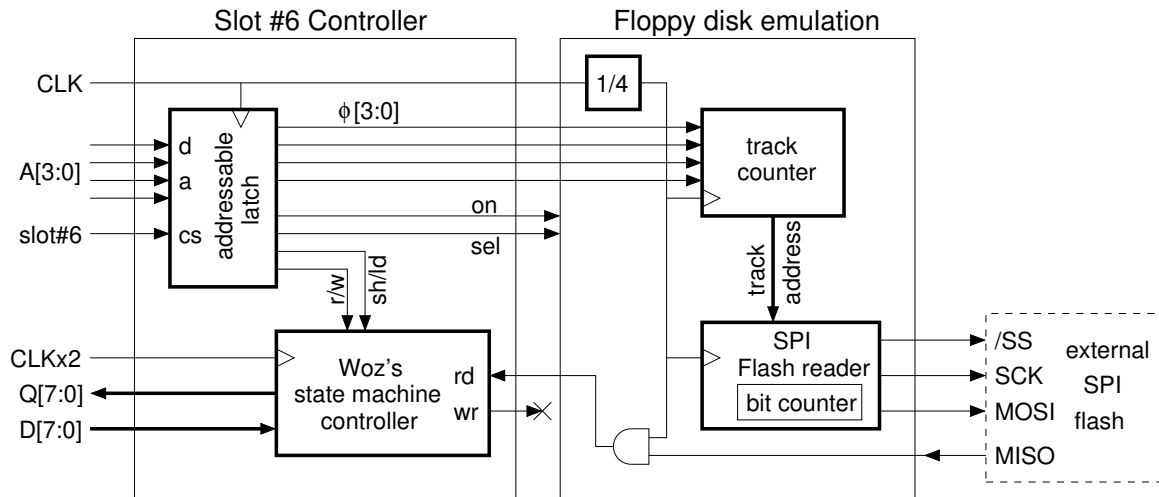 Slot #6 Controller
Floppy disk emulation
CLK
1/4
ϕ[3:0]
A[3:0]
d
a
addressable
latch
track
counter
on
slot#6
cs
sel
r/w
sh/ld
track
address
CLKx2
Q[7:0]
D[7:0]
Woz's
state machine
controller
rd
wr
SPI
Flash reader
bit counter
/SS
SCK
MOSI
MISO
external
SPI
flash